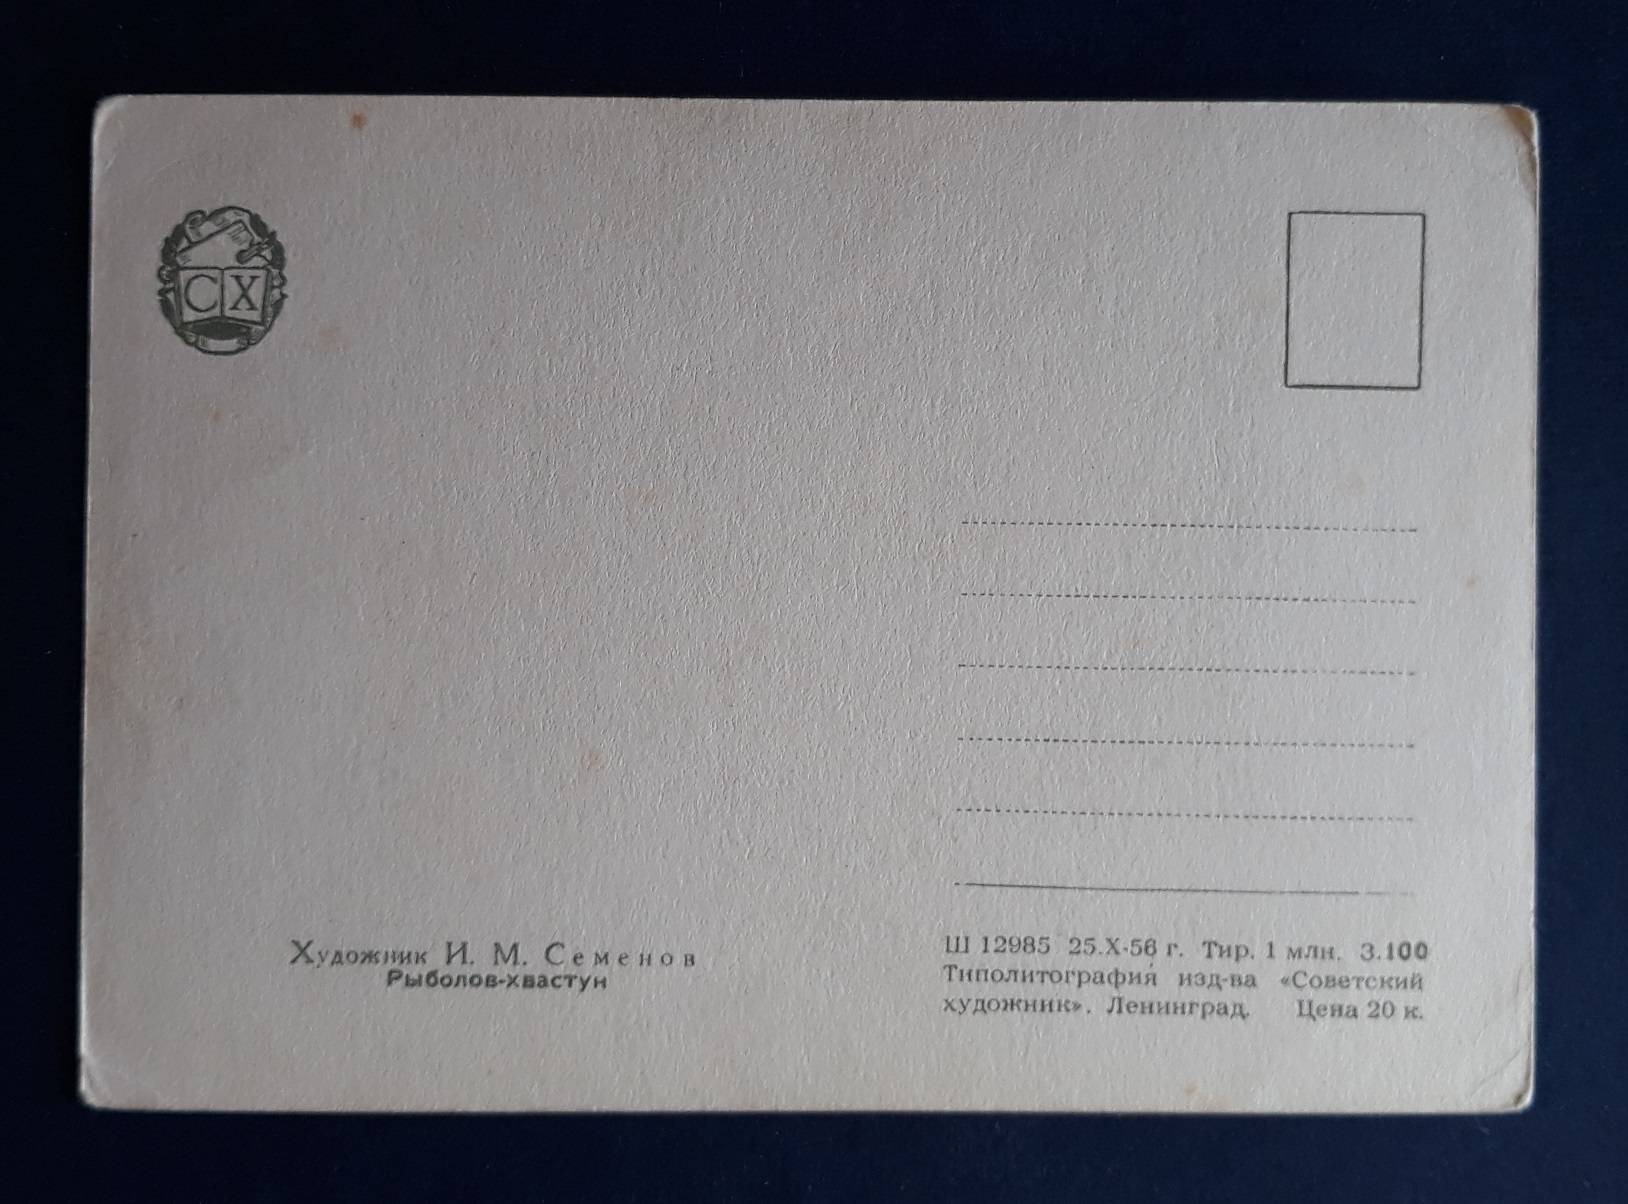 СХ
Художник И. М. Семенов
Рыболов-хвастун
Ш 12985 25.X-56 г. Тир. 1 млн. З.100
Типолитография изд-ва «Советский
художник». Ленинград. Цена 20 к.